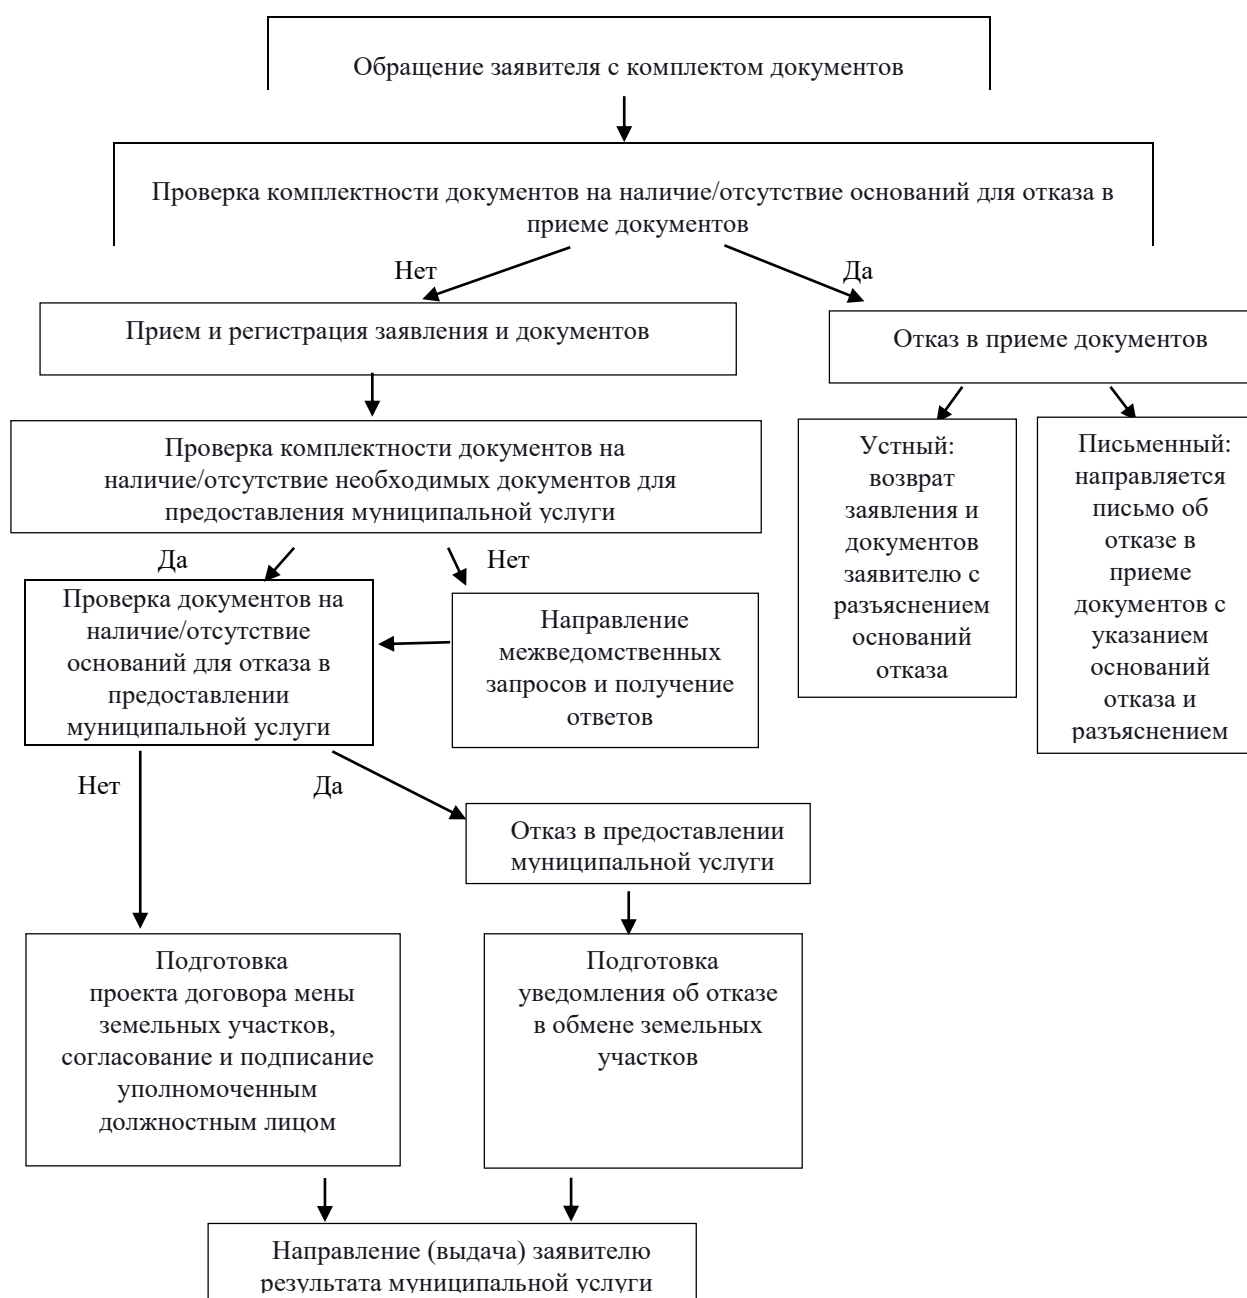 Обращение заявителя с комплектом документов
Проверка комплектности документов на наличие/отсутствие оснований для отказа в
приеме документов
Нет
Да
Прием и регистрация заявления и документов
Отказ в приеме документов
Проверка комплектности документов на
наличие/отсутствие необходимых документов для
предоставления муниципальной услуги
Устный:
возврат
заявления и
документов
заявителю с
разъяснением
оснований
отказа
Письменный:
направляется
письмо об
отказе в
приеме
документов с
указанием
оснований
отказа и
разъяснением
Да
Нет
Проверка документов на
наличие/отсутствие
оснований для отказа в
предоставлении
муниципальной услуги
Направление
межведомственных
запросов и получение
ответов
Нет
Да
Отказ в предоставлении
муниципальной услуги
Подготовка
проекта договора мены
земельных участков,
согласование и подписание
уполномоченным
должностным лицом
Подготовка
уведомления об отказе
в обмене земельных
участков
Направление (выдача) заявителю
результата муниципальной услуги